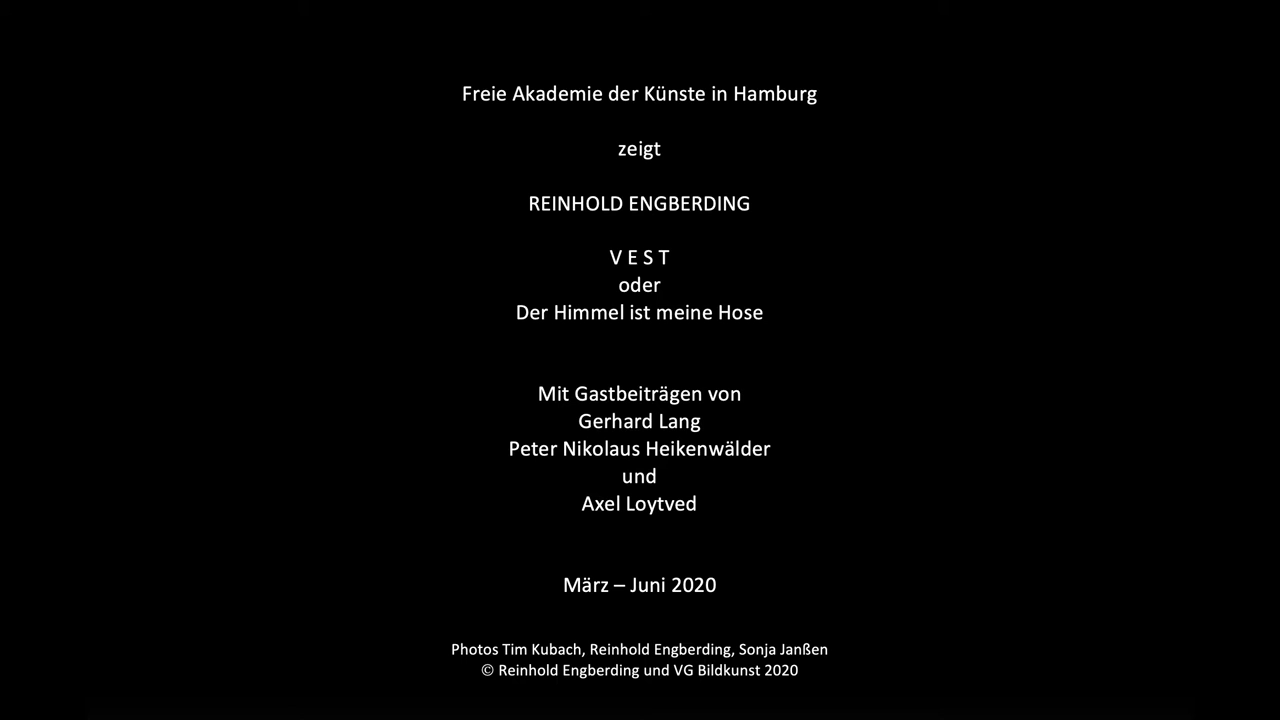 Freie Akademie der Künste in Hamburg
zeigt
REINHOLD ENGBERDING
V E S T
oder
Der Himmel ist meine Hose
Mit Gastbeiträgen von
Gerhard Lang
Peter Nikolaus Heikenwälder
und
Axel Loytved
März – Juni 2020
Photos Tim Kubach, Reinhold Engberding, Sonja Janßen
© Reinhold Engberding und VG Bildkunst 2020